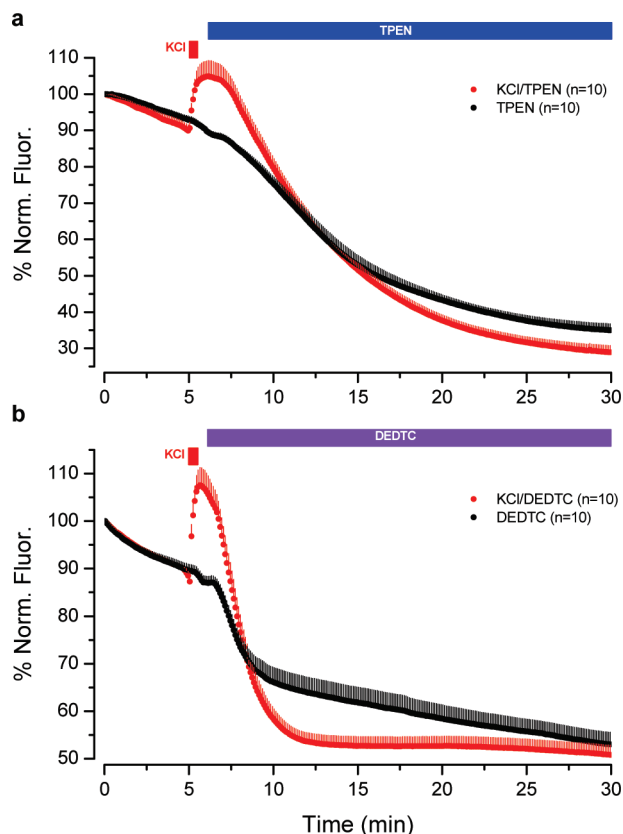 a
TPEN
KCl
110
100
90
80
70
60
50
40
30
% Norm. Fluor.
KCl/TPEN (n=10)
TPEN (n=10)
0 5 10 15 20 25 30
b
DEDTC
KCl
110
100
90
80
70
60
50
% Norm. Fluor.
KCl/DEDTC (n=10)
DEDTC (n=10)
0 5 10 15 20 25 30
Time (min)